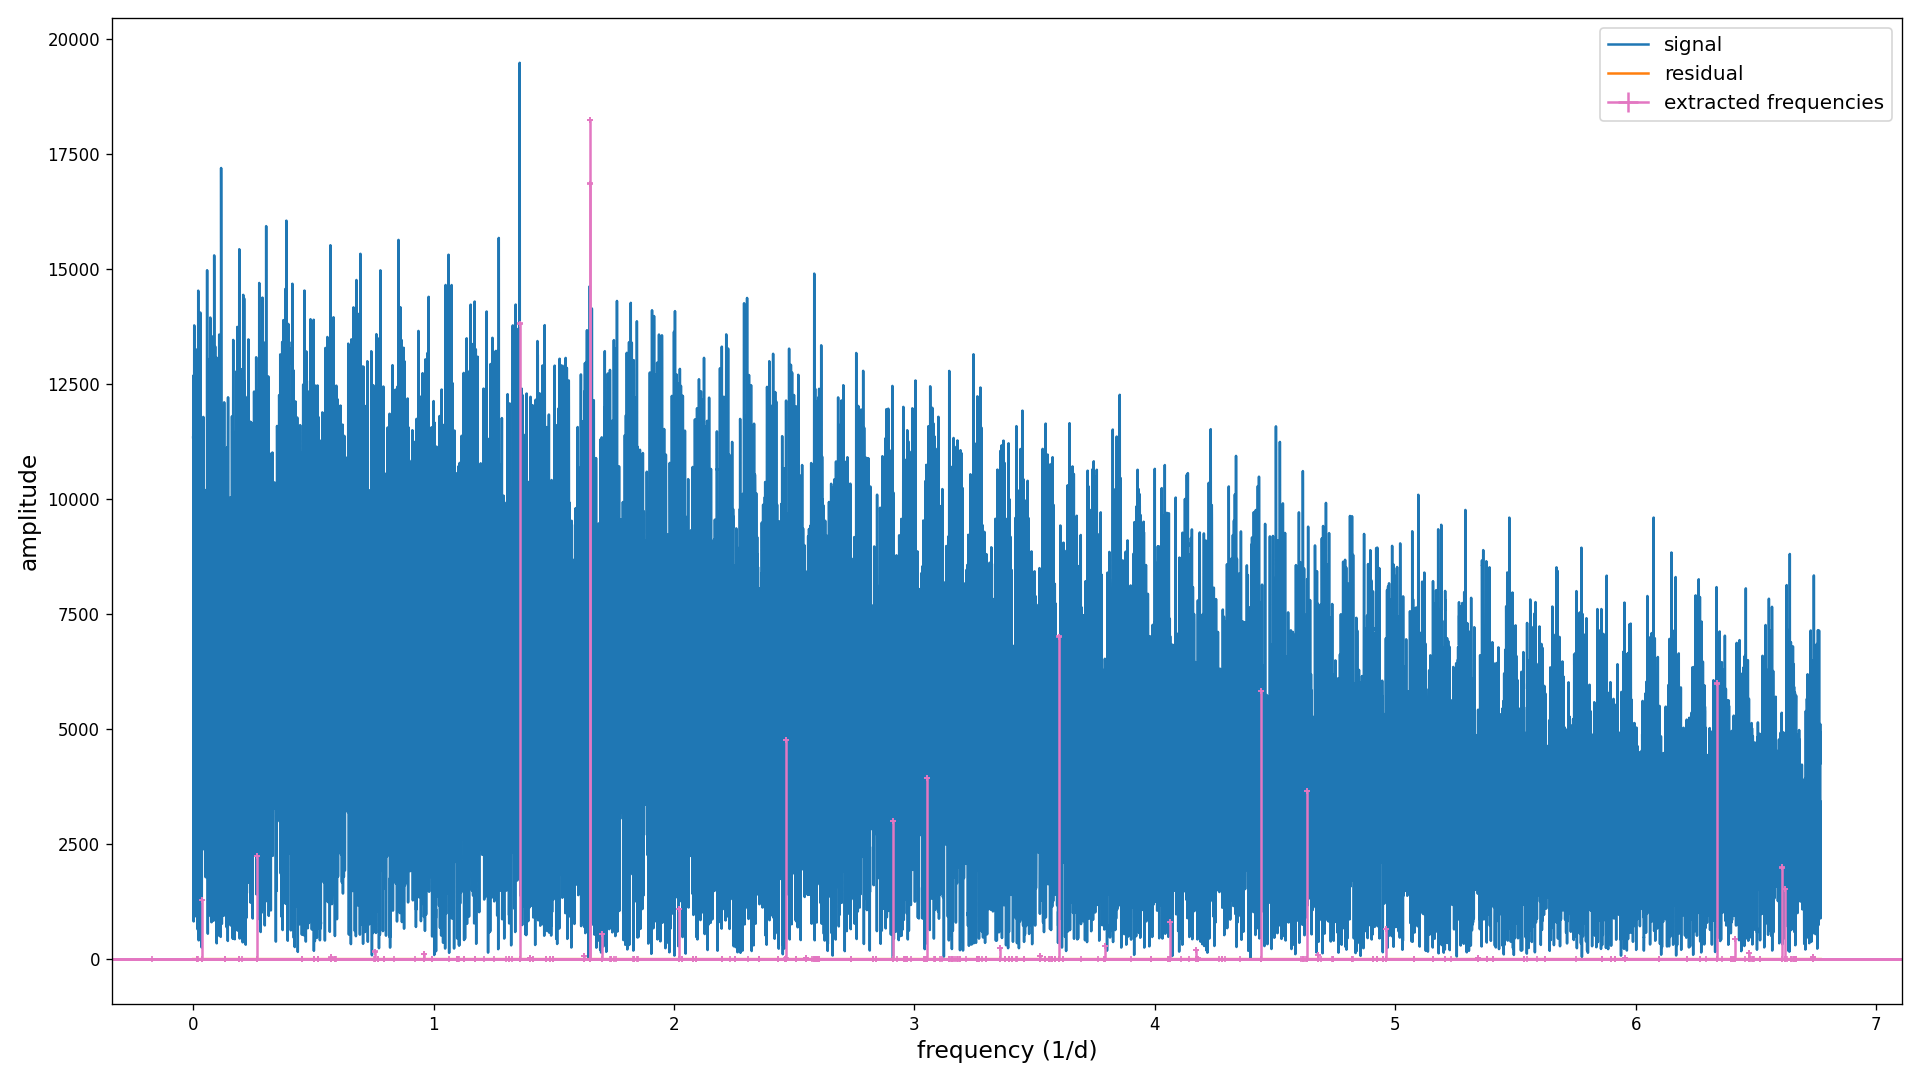 20000
17500
15000
12500
10000
7500
5000
2500
0
amplitude
signal
residual
extracted frequencies
0 1 2 3 4 5 6 7
frequency (1/d)